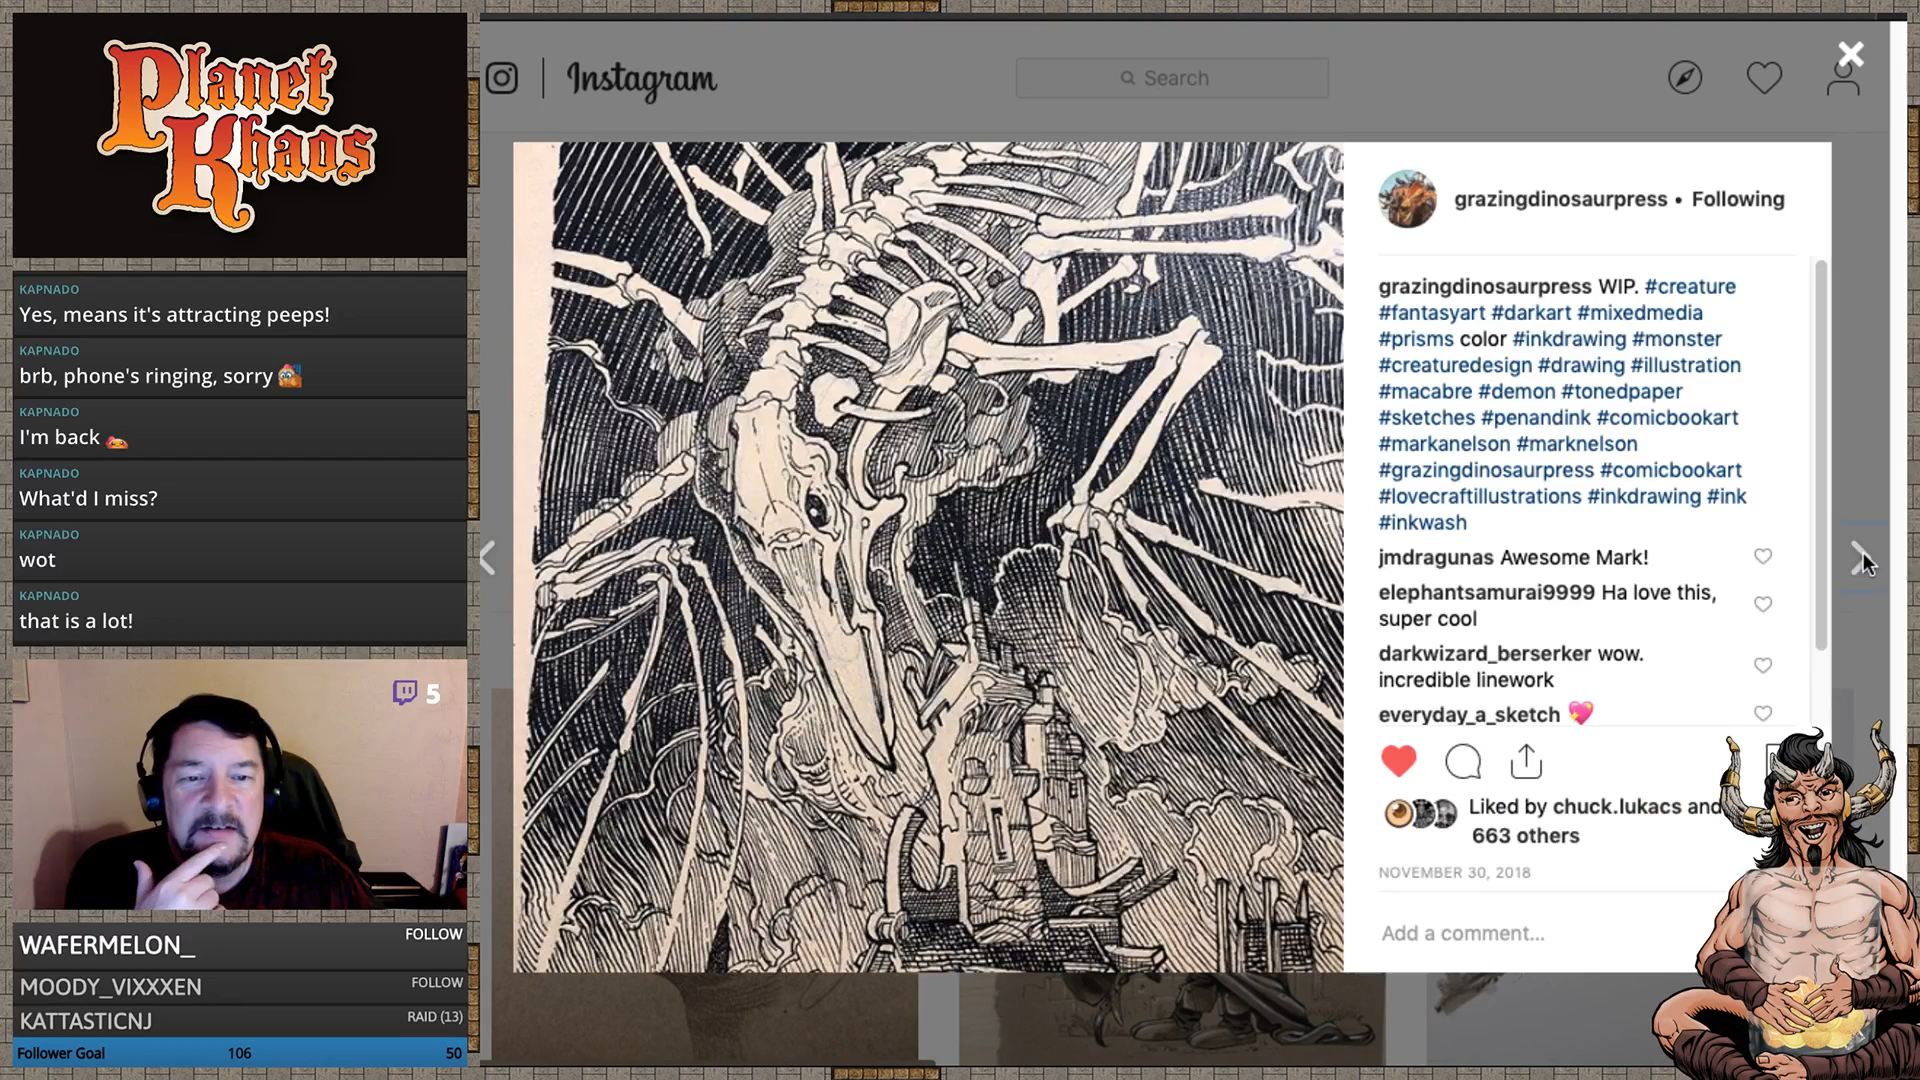 Planet
Khaos
KAPNADO
Yes, means it's attracting peeps!
KAPNADO
brb, phone's ringing, sorry
KAPNADO
I'm back
KAPNADO
What'd I miss?
KAPNADO
wot
KAPNADO
that is a lot!
5
WAFERMELON_ FOLLOW
MOODY_VIXXXEN FOLLOW
KATTASTICNJ RAID (13)
Follower Goal 106 50
Instagram
Search
grazingdinosaurpress • Following
grazingdinosaurpress WIP. #creature
#fantasyart #darkart #mixedmedia
#prisms color #inkdrawing #monster
#creaturedesign #drawing #illustration
#macabre #demon #tonedpaper
#sketches #penandink #comicbookart
#markanelson #marknelson
#grazingdinosaurpress #comicbookart
#lovecraftillustrations #inkdrawing #ink
#inkwash
jmdragunas Awesome Mark!
elephantsamurai9999 Ha love this,
super cool
darkwizard_berserker wow.
incredible linework
everyday_a_sketch 💖
Liked by chuck.lukacs and
663 others
NOVEMBER 30, 2018
Add a comment...